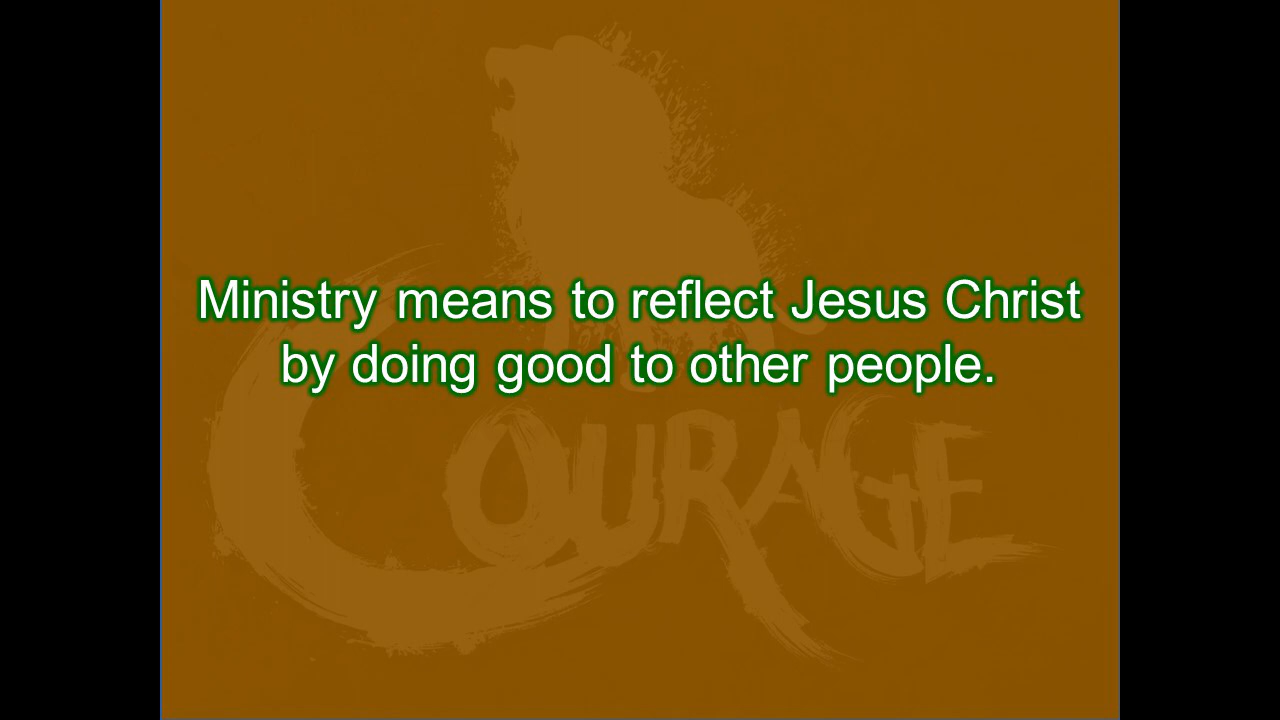 Ministry means to reflect Jesus Christ
by doing good to other people.
COURAGE